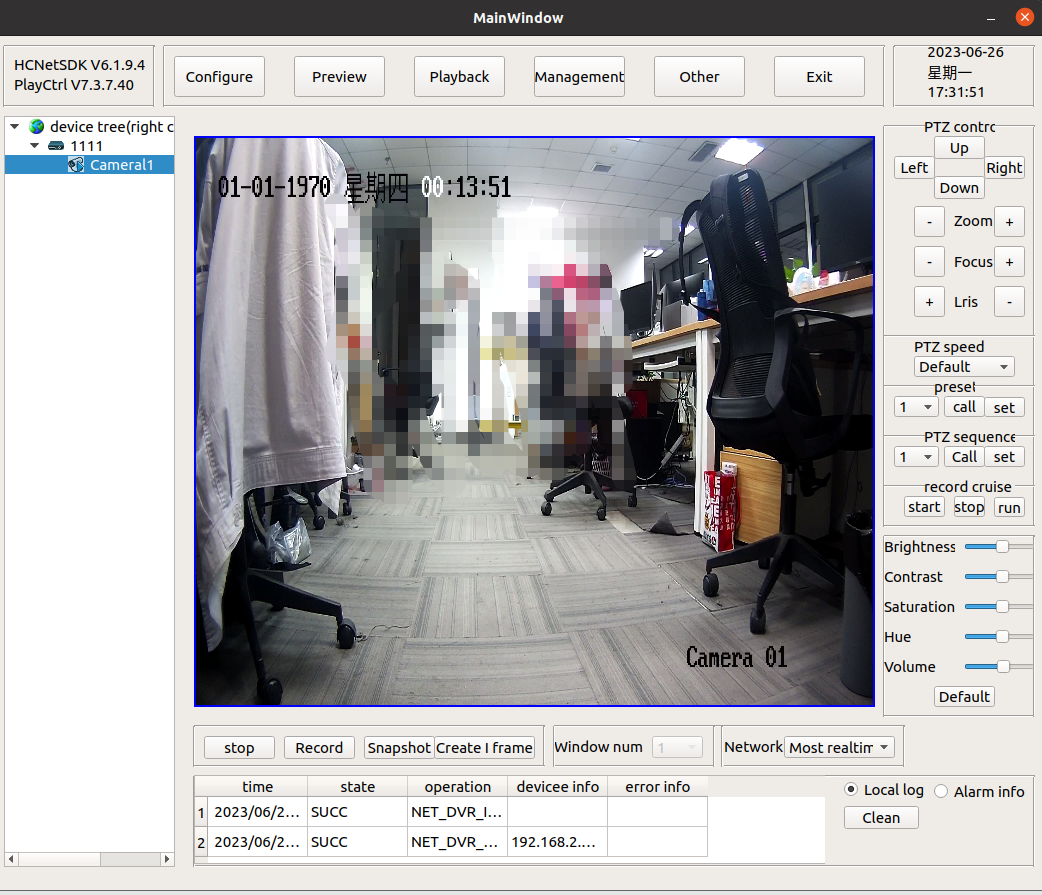 MainWindow
HCNetSDK V6.1.9.4
PlayCtrl V7.3.7.40
Configure
Preview
Playback
Management
Other
Exit
2023-06-26
星期一
17:31:51
device tree(right c
1111
Cameral1
01-01-1970 星期四 00:13:51
Camera 01
PTZ contrc
Up
Left
Right
Down
- Zoom +
- Focus +
+ Lris -
PTZ speed
Default
preset
1 call set
PTZ sequence
1 Call set
record cruise
start stop run
Brightness
Contrast
Saturation
Hue
Volume
Default
stop
Record
Snapshot
Create I frame
Window num 1
Network Most realtim
time state operation devicee info error info
1 2023/06/2... SUCC NET_DVR_I...
2 2023/06/2... SUCC NET_DVR_... 192.168.2....
Local log
Alarm info
Clean